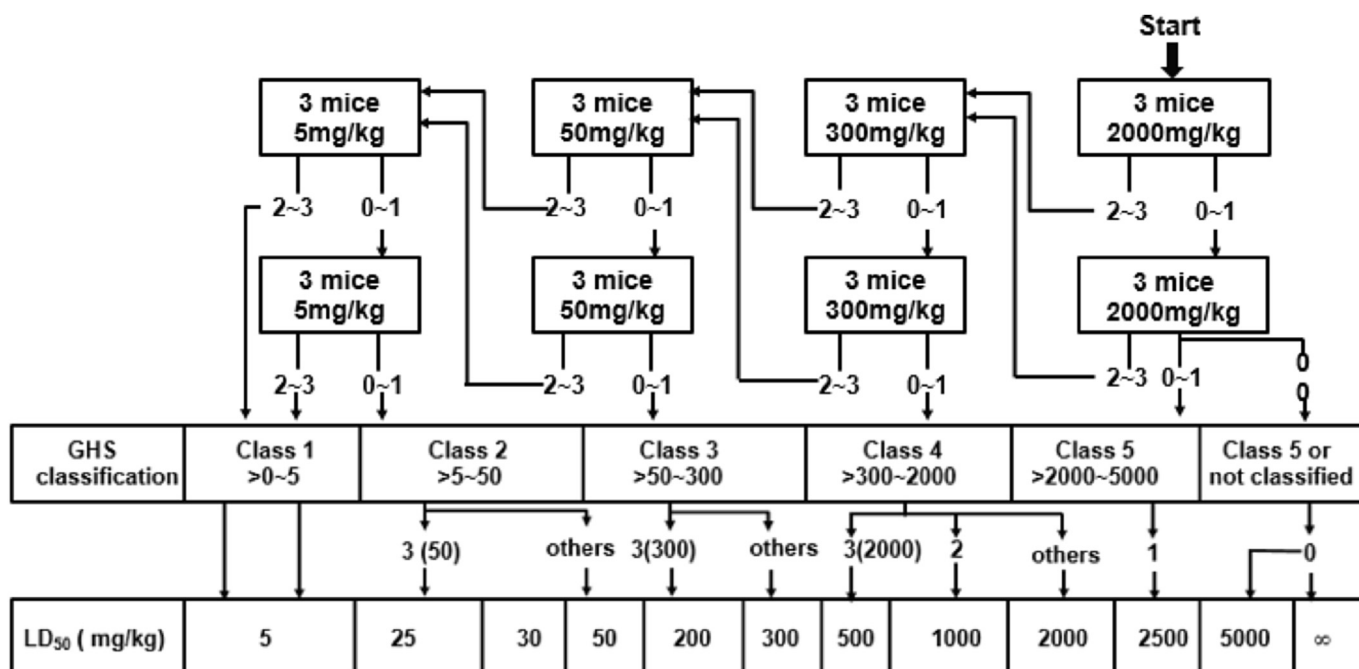 Start
3 mice
5mg/kg
3 mice
50mg/kg
3 mice
300mg/kg
3 mice
2000mg/kg
2~3 0~1 2~3 0~1 2~3 0~1 2~3 0~1
3 mice
5mg/kg
3 mice
50mg/kg
3 mice
300mg/kg
3 mice
2000mg/kg
2~3 0~1 2~3 0~1 2~3 0~1 2~3 0~1 0
0
GHS
classification
Class 1
>0~5
Class 2
>5~50
Class 3
>50~300
Class 4
>300~2000
Class 5
>2000~5000
Class 5 or
not classified
3 (50) others 3(300) others 3(2000) 2 others 1 0
LD50 ( mg/kg) 5 25 30 50 200 300 500 1000 2000 2500 5000 ∞